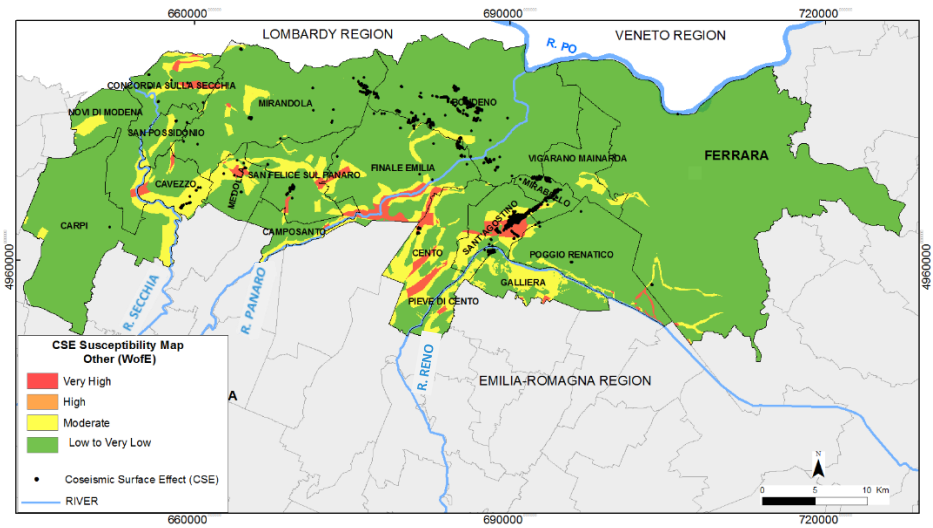 660000
690000
720000
LOMBARDY REGION
VENETO REGION
R. PO
CONCORDIA SULLA SECCHIA
MIRANDOLA
BONDENO
NOVI DI MODENA
SAN POSSIDONIO
FERRARA
VIGARANO MAINARDA
FINALE EMILIA
SAN FELICE SUL PANARO
CAVEZZO
MEDOLLA
MIRABELLO
SANT'AGOSTINO
CARPI
CAMPOSANTO
CENTO
POGGIO RENATICO
GALLIERA
PIEVE DI CENTO
4960000
4960000
R. SECCHIA
R. PANARO
R. RENO
EMILIA-ROMAGNA REGION
A
CSE Susceptibility Map
Other (WofE)
Very High
High
Moderate
Low to Very Low
Coseismic Surface Effect (CSE)
RIVER
N
0 5 10 Km
660000
690000
720000